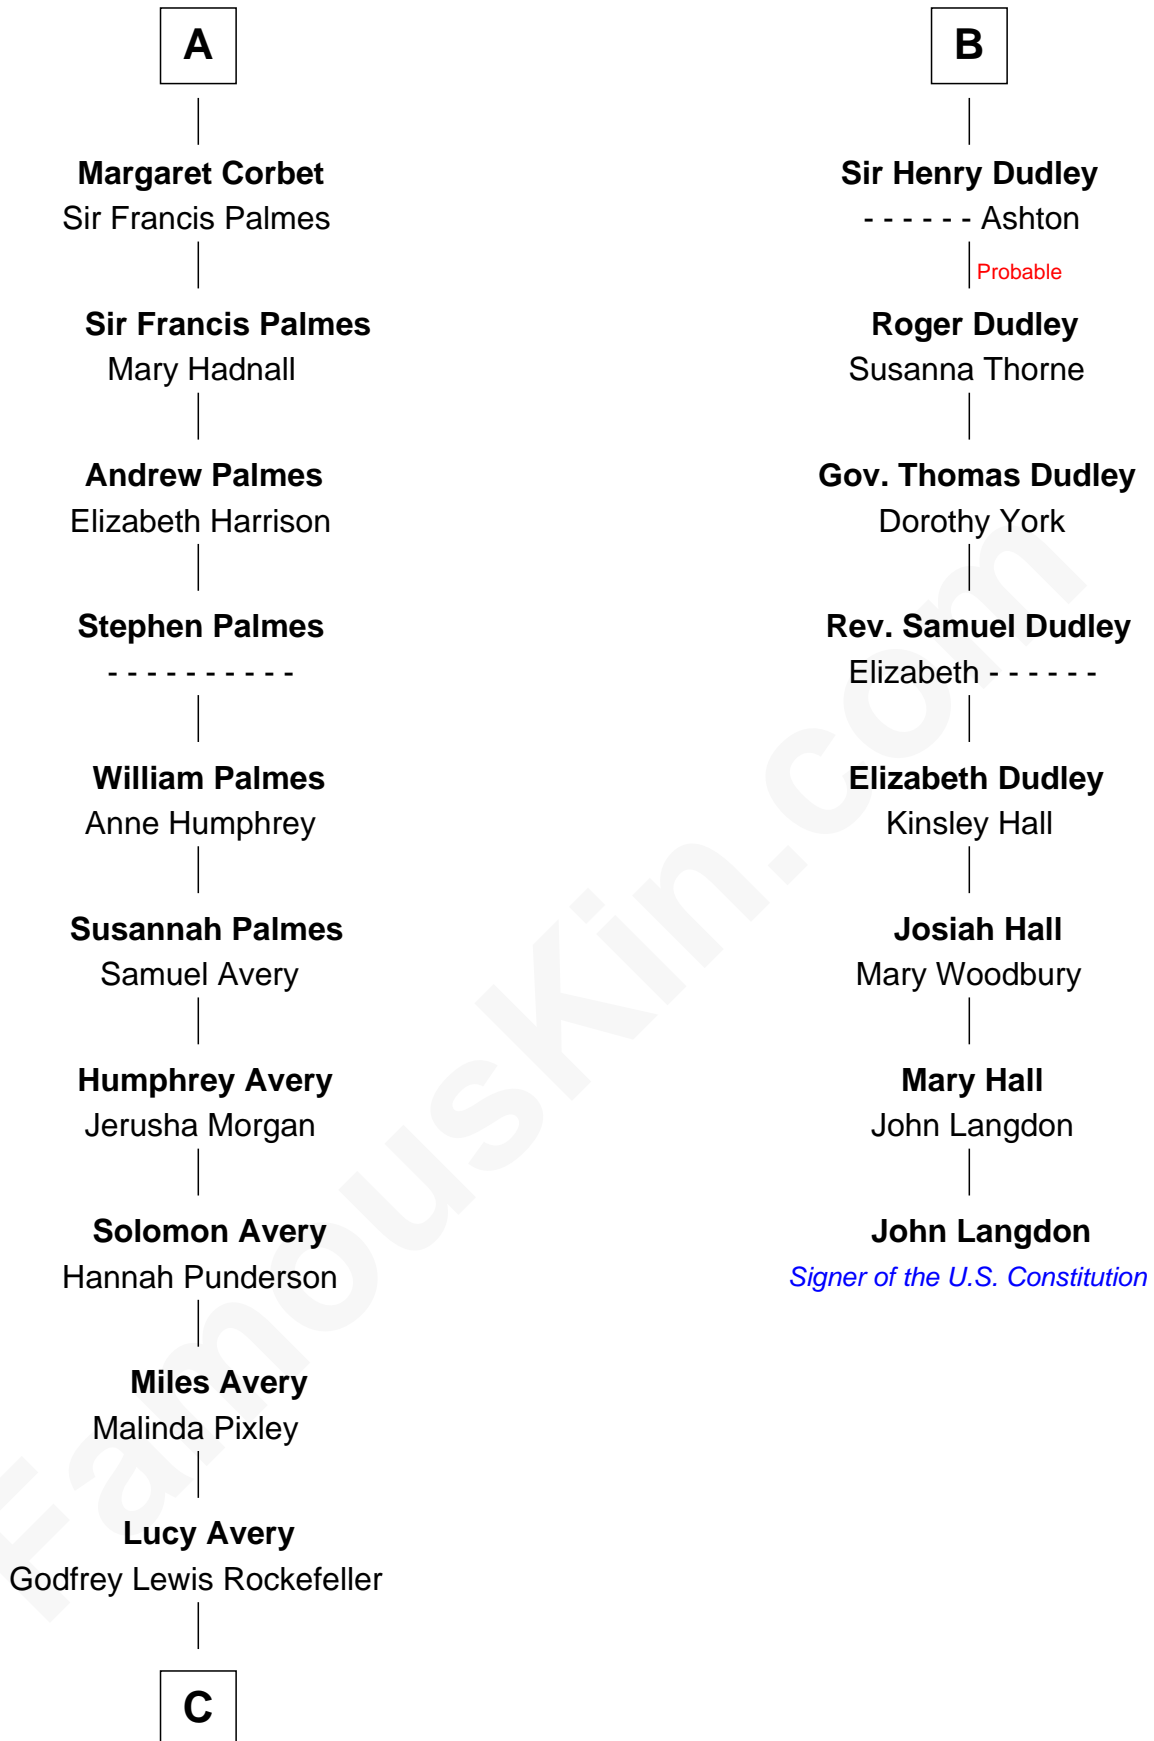 A
Margaret Corbet
Sir Francis Palmes
Sir Francis Palmes
Mary Hadnall
Andrew Palmes
Elizabeth Harrison
Stephen Palmes
- - - - - - - - - -
William Palmes
Anne Humphrey
Susannah Palmes
Samuel Avery
Humphrey Avery
Jerusha Morgan
Solomon Avery
Hannah Punderson
Miles Avery
Malinda Pixley
Lucy Avery
Godfrey Lewis Rockefeller
C
B
Sir Henry Dudley
- - - - - - Ashton
Probable
Roger Dudley
Susanna Thorne
Gov. Thomas Dudley
Dorothy York
Rev. Samuel Dudley
Elizabeth - - - - - -
Elizabeth Dudley
Kinsley Hall
Josiah Hall
Mary Woodbury
Mary Hall
John Langdon
John Langdon
Signer of the U.S. Constitution
FamousKin.com